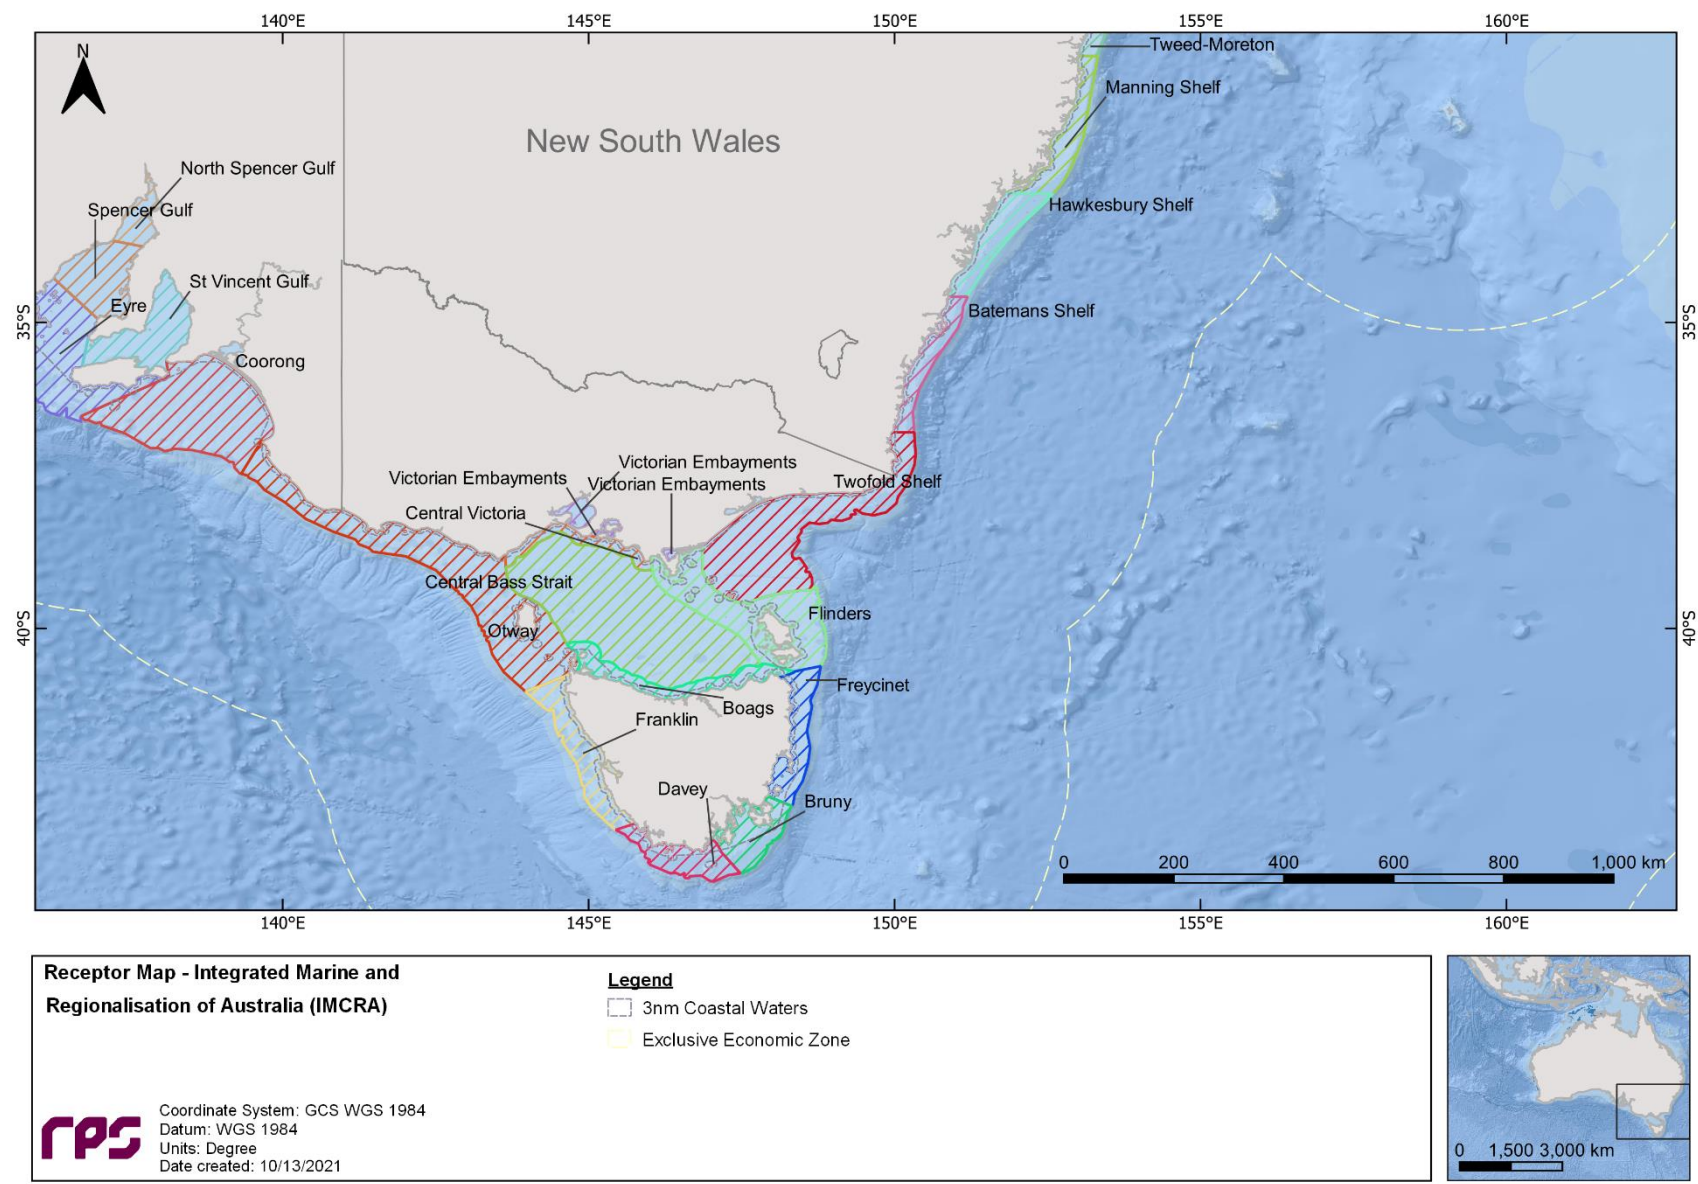 140°E 145°E 150°E 155°E 160°E
N
Tweed-Moreton
Manning Shelf
New South Wales
North Spencer Gulf
Hawkesbury Shelf
Spencer Gulf
St Vincent Gulf
Eyre
Batemans Shelf
35°S
35°S
Coorong
Victorian Embayments
Victorian Embayments
Victorian Embayments
Twofold Shelf
Central Victoria
Central Bass Strait
Flinders
40°S
Otway
40°S
Freycinet
Boags
Franklin
Davey
Bruny
0 200 400 600 800 1,000 km
140°E 145°E 150°E 155°E 160°E
Receptor Map - Integrated Marine and
Regionalisation of Australia (IMCRA)
Legend
3nm Coastal Waters
Exclusive Economic Zone
rps
Coordinate System: GCS WGS 1984
Datum: WGS 1984
Units: Degree
Date created: 10/13/2021
0 1,500 3,000 km